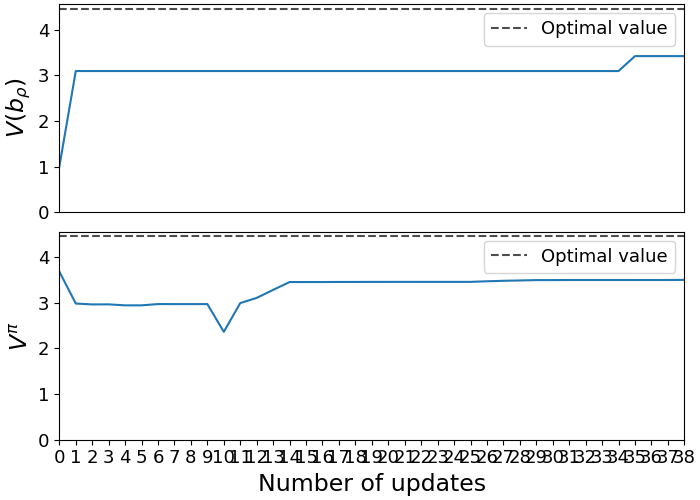 4
3
2
1
0
V(bρ)
Optimal value
4
3
2
1
0
Vπ
Optimal value
0 1 2 3 4 5 6 7 8 9 10 11 12 13 14 15 16 17 18 19 20 21 22 23 24 25 26 27 28 29 30 31 32 33 34 35 36 37 38
Number of updates